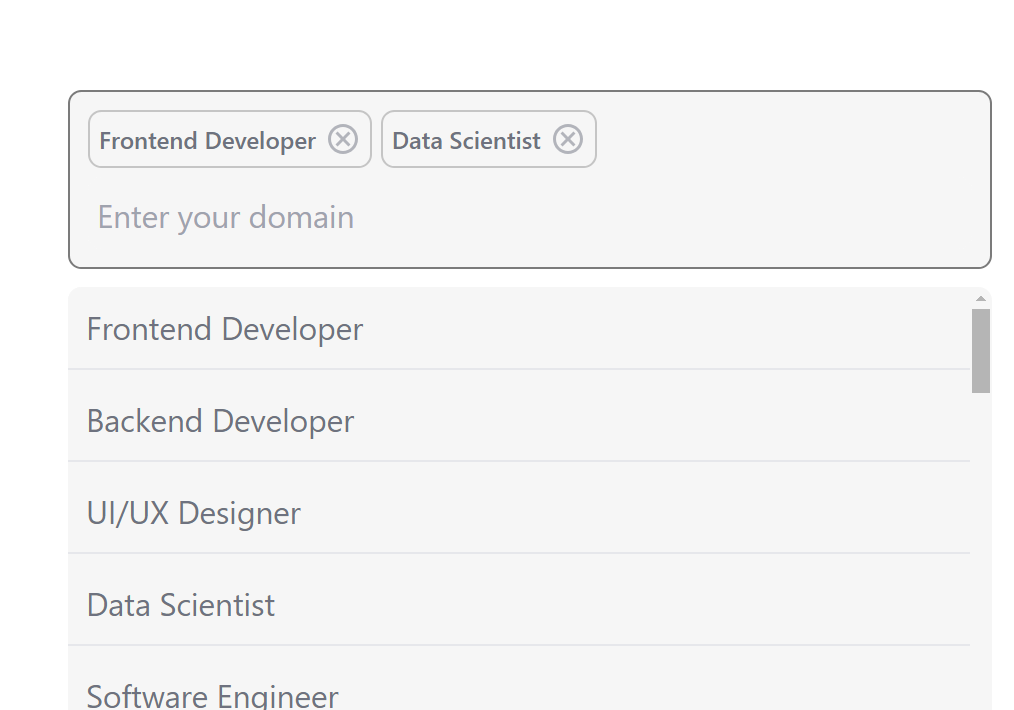 Frontend Developer Data Scientist
Enter your domain
Frontend Developer
Backend Developer
UI/UX Designer
Data Scientist
Software Engineer